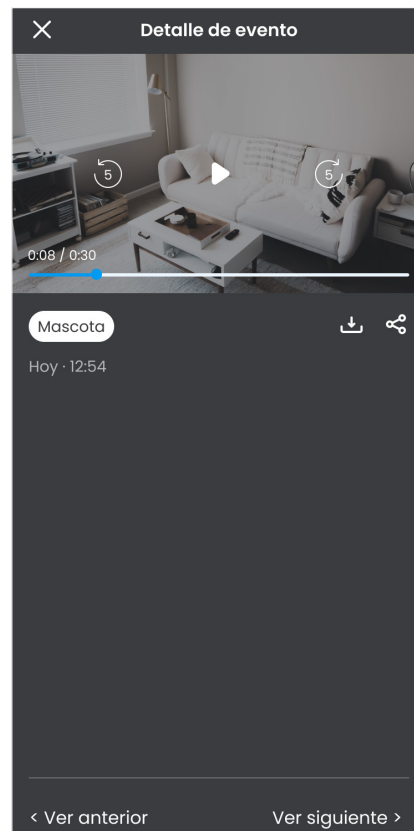 Detalle de evento
5
5
0:08 / 0:30
Mascota
Hoy · 12:54
< Ver anterior
Ver siguiente >